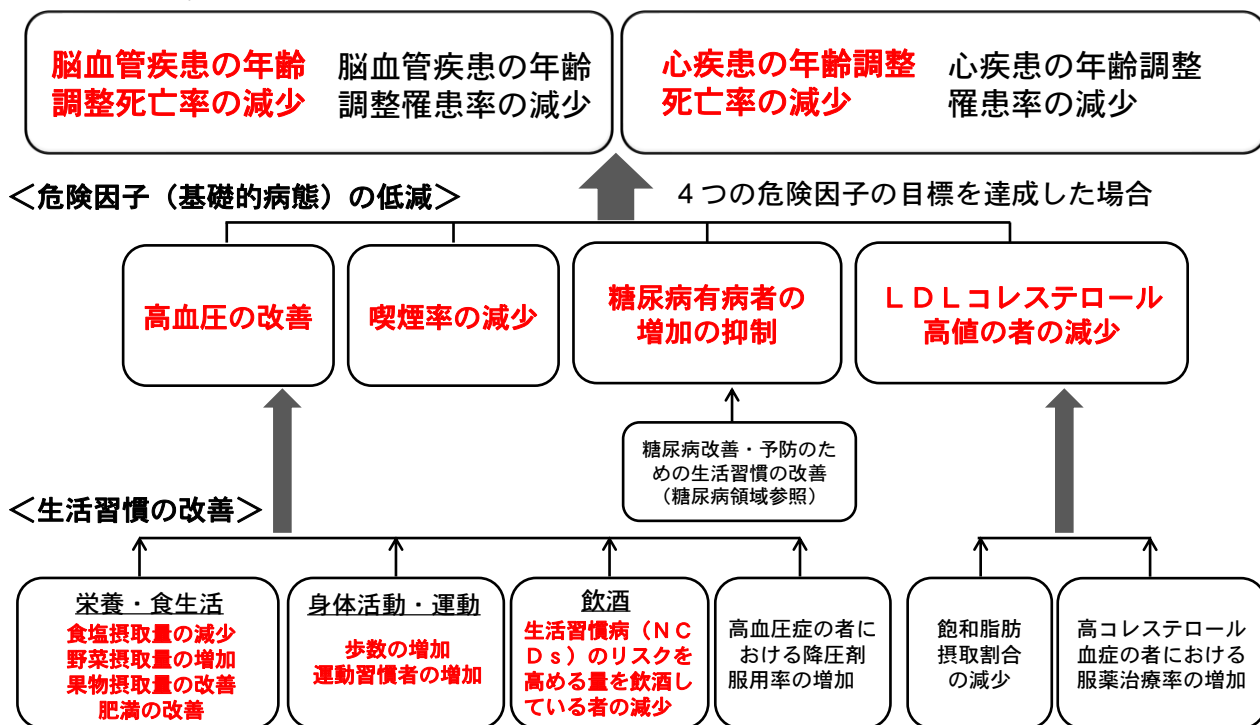 脳血管疾患の年齢
調整死亡率の減少
脳血管疾患の年齢
調整罹患率の減少
心疾患の年齢調整
死亡率の減少
心疾患の年齢調整
罹患率の減少
＜危険因子（基礎的病態）の低減＞
４つの危険因子の目標を達成した場合
高血圧の改善
喫煙率の減少
糖尿病有病者の
増加の抑制
ＬＤＬコレステロール
高値の者の減少
糖尿病改善・予防のた
めの生活習慣の改善
（糖尿病領域参照）
＜生活習慣の改善＞
栄養・食生活
食塩摂取量の減少
野菜摂取量の増加
果物摂取量の改善
肥満の改善
身体活動・運動
歩数の増加
運動習慣者の増加
飲酒
生活習慣病（ＮＣ
Ｄｓ）のリスクを
高める量を飲酒し
ている者の減少
高血圧症の者に
おける降圧剤
服用率の増加
飽和脂肪
摂取割合
の減少
高コレステロール
血症の者における
服薬治療率の増加